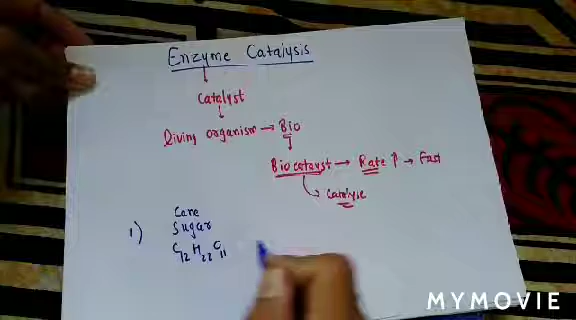 Enzyme Catalysis
Catalyst
↓
Living organism → Bio
Biocatalyst → Rate ↑ → Fast
Catalyse
Cane
1) Sugar
C12H22O11
MYMOVIE